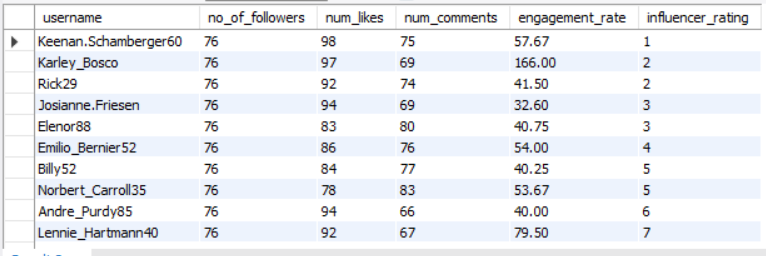 username no_of_followers num_likes num_comments engagement_rate influencer_rating
Keenan.Schamberger60 76 98 75 57.67 1
Karley_Bosco 76 97 69 166.00 2
Rick29 76 92 74 41.50 2
Josianne.Friesen 76 94 69 32.60 3
Elenor88 76 83 80 40.75 3
Emilio_Bernier52 76 86 76 54.00 4
Billy52 76 84 77 40.25 5
Norbert_Carroll35 76 78 83 53.67 5
Andre_Purdy85 76 94 66 40.00 6
Lennie_Hartmann40 76 92 67 79.50 7